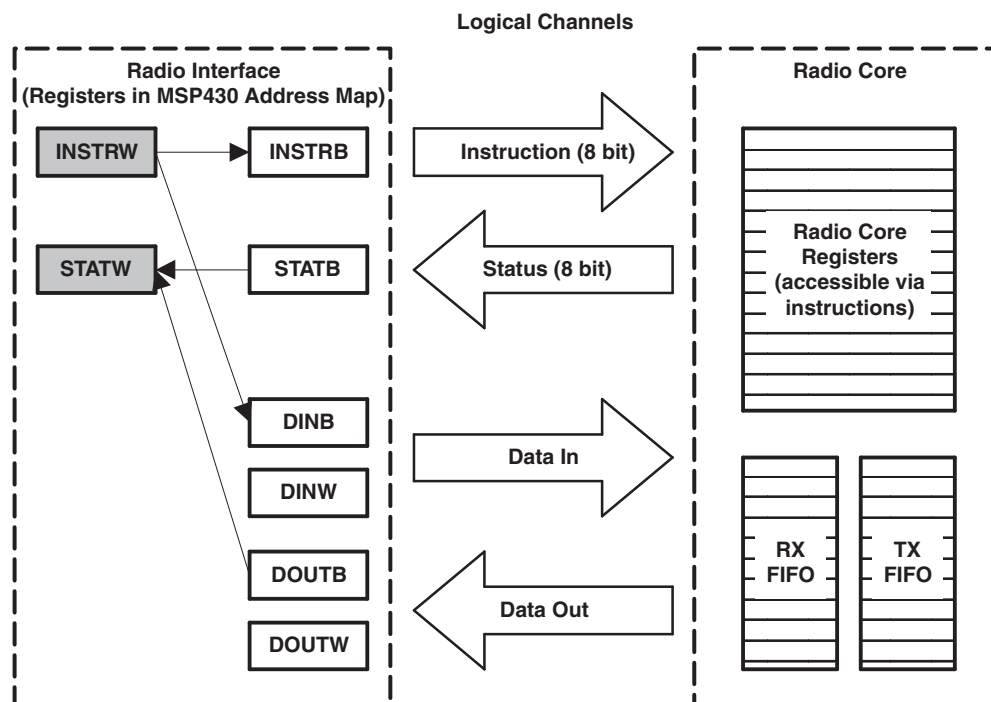 Logical Channels
Radio Interface
(Registers in MSP430 Address Map)
Radio Core
INSTRW
INSTRB
Instruction (8 bit)
STATW
STATB
Status (8 bit)
Radio Core
Registers
(accessible via
instructions)
DINB
DINW
Data In
DOUTB
DOUTW
Data Out
RX
FIFO
TX
FIFO